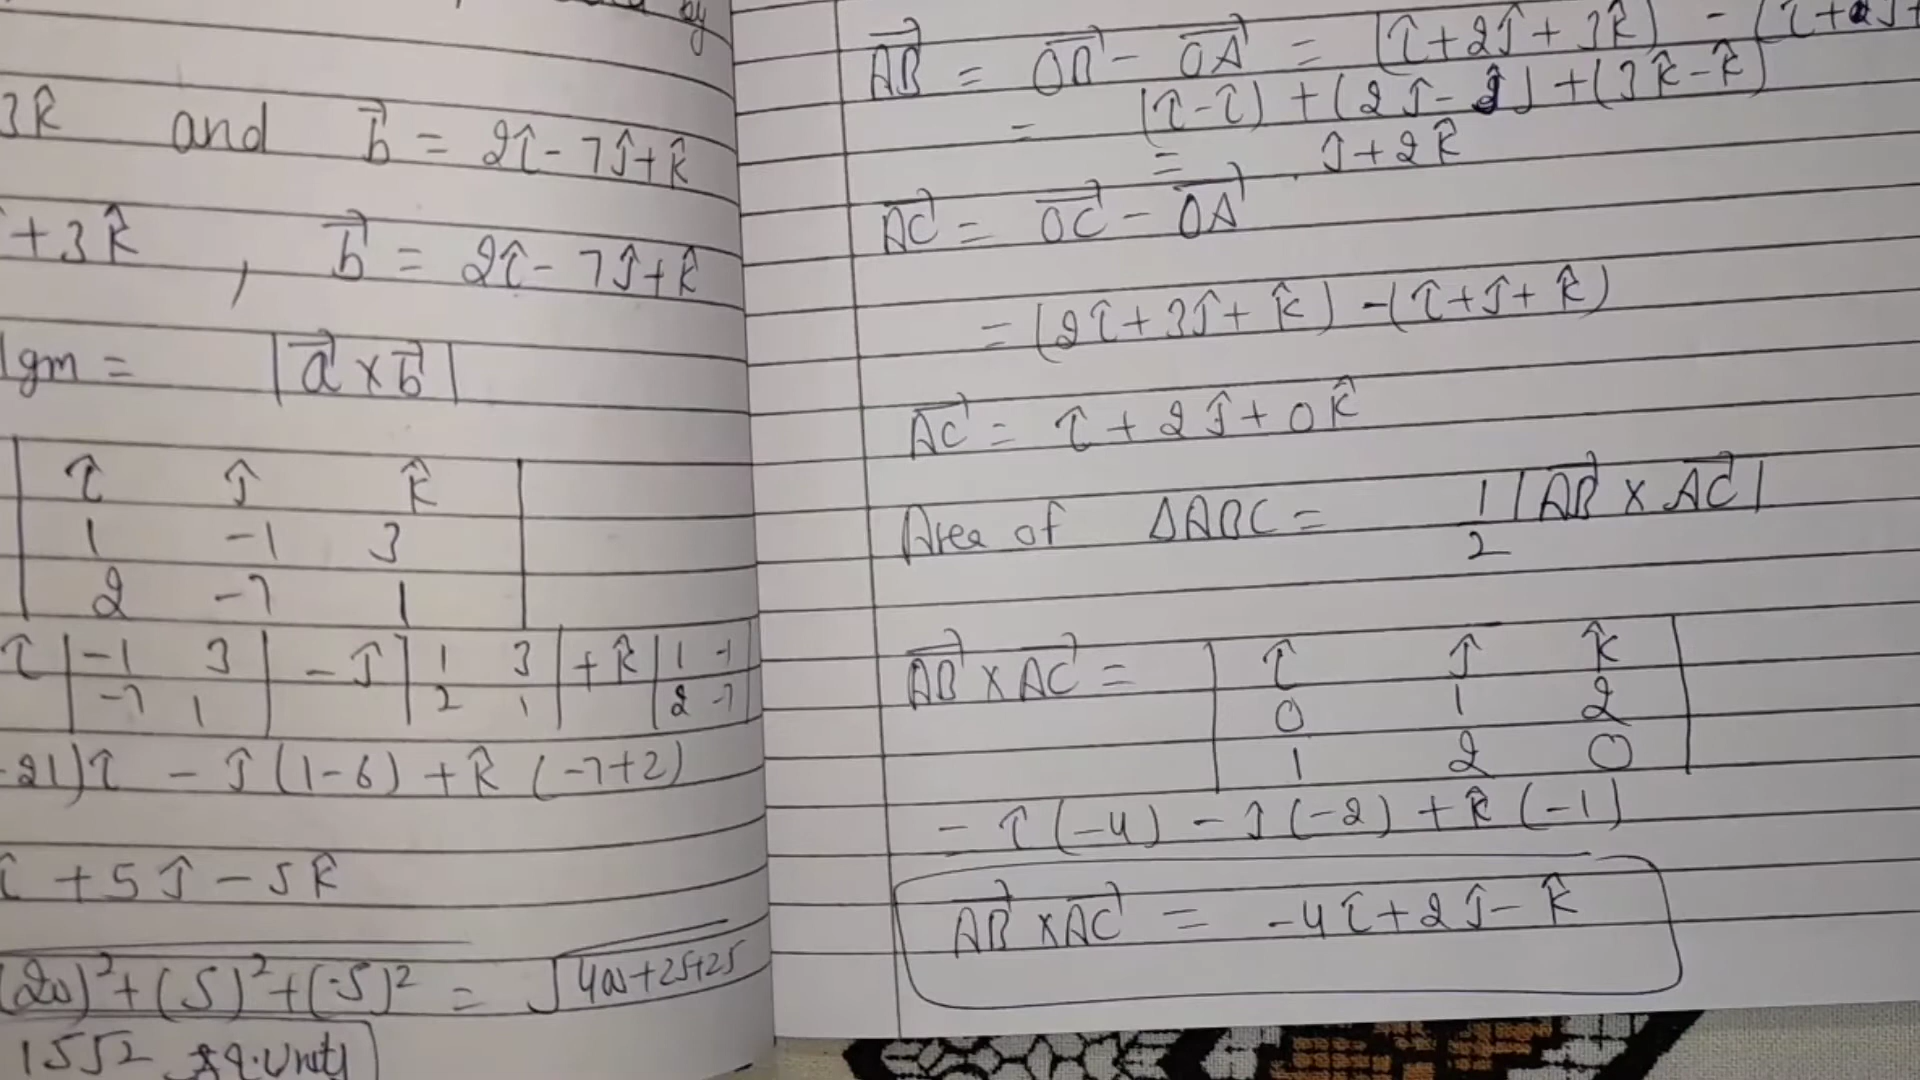 by
3k̂ and b⃗ = 2î - 7ĵ + k̂
+3k̂ , b⃗ = 2î - 7ĵ + k̂
lgm = |a⃗ × b⃗|
| î ĵ k̂ |
| 1 -1 3 |
| 2 -7 1 |
î | -1 3 | - ĵ | 1 3 | + k̂ | 1 -1 |
| -7 1 | | 2 1 | | 2 -7 |
-21)î - ĵ(1-6) + k̂(-7+2)
î + 5ĵ - 5k̂
(20)² + (5)² + (-5)² = √400+25+25
15√2 sq. units
AB⃗ = OB⃗ - OA⃗ = (î + 2ĵ + 3k̂) - (î + ĵ +
= (î - î) + (2ĵ - ĵ) + (3k̂ - k̂)
= ĵ + 2k̂
AC⃗ = OC⃗ - OA⃗
= (2î + 3ĵ + k̂) - (î + ĵ + k̂)
AC⃗ = î + 2ĵ + 0k̂
Area of ΔABC = 1/2 |AB⃗ × AC⃗|
AB⃗ × AC⃗ = | î ĵ k̂ |
| 0 1 2 |
| 1 2 0 |
= î(-4) - ĵ(-2) + k̂(-1)
AB⃗ × AC⃗ = -4î + 2ĵ - k̂